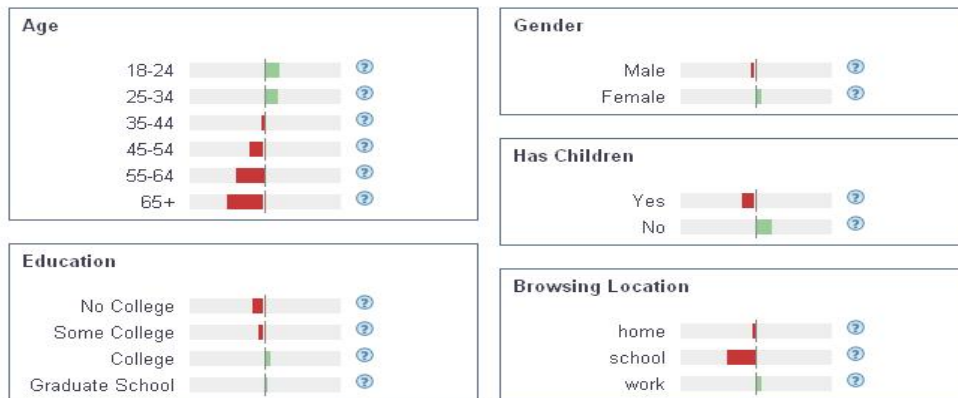 Age
18-24 ?
25-34 ?
35-44 ?
45-54 ?
55-64 ?
65+ ?
Education
No College ?
Some College ?
College ?
Graduate School ?
Gender
Male ?
Female ?
Has Children
Yes ?
No ?
Browsing Location
home ?
school ?
work ?